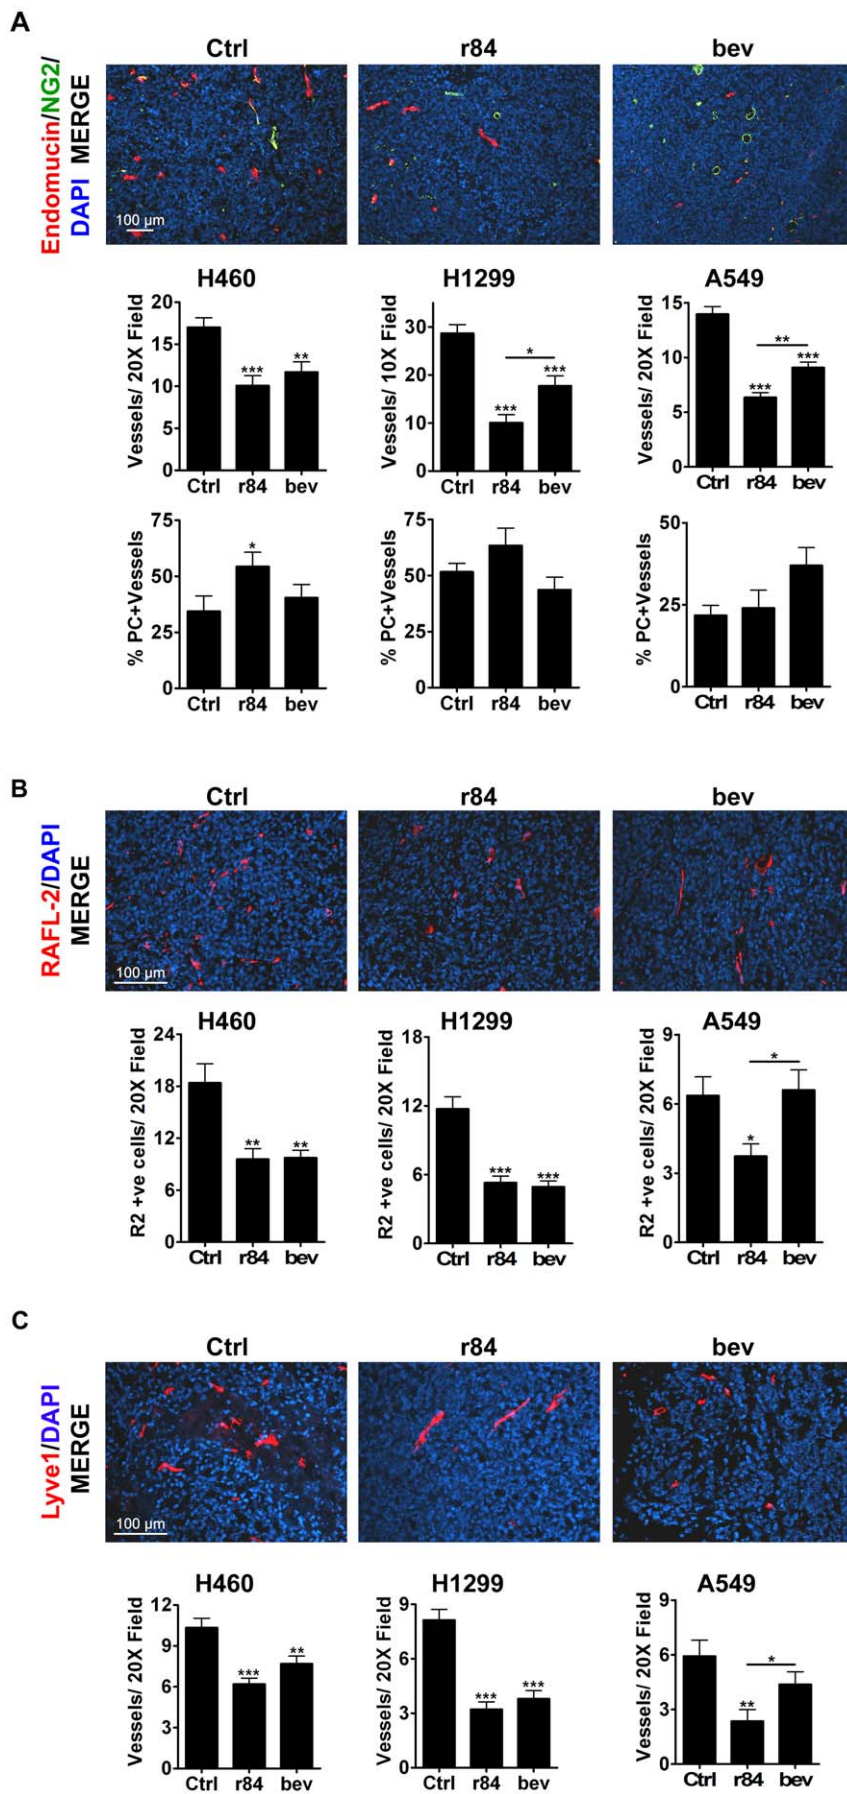 A
Ctrl r84 bev
Endomucin/NG2/
DAPI MERGE
100 µm
H460 H1299 A549
Vessels/ 20X Field
20
15
10
5
0
***
**
Ctrl r84 bev
Vessels/ 10X Field
30
20
10
0
***
*
***
Ctrl r84 bev
Vessels/ 20X Field
15
10
5
0
***
**
***
Ctrl r84 bev
% PC+Vessels
75
50
25
0
*
Ctrl r84 bev
% PC+Vessels
75
50
25
0
Ctrl r84 bev
% PC+Vessels
50
25
0
Ctrl r84 bev
B
Ctrl r84 bev
RAFL-2/DAPI
MERGE
100 µm
H460 H1299 A549
R2 +ve cells/ 20X Field
24
18
12
6
0
**
**
Ctrl r84 bev
R2 +ve cells/ 20X Field
18
12
6
0
***
***
Ctrl r84 bev
R2 +ve cells/ 20X Field
9
6
3
0
*
*
Ctrl r84 bev
C
Ctrl r84 bev
Lyve1/DAPI
MERGE
100 µm
H460 H1299 A549
Vessels/ 20X Field
12
9
6
3
0
***
**
Ctrl r84 bev
Vessels/ 20X Field
9
6
3
0
***
***
Ctrl r84 bev
Vessels/ 20X Field
9
6
3
0
**
*
Ctrl r84 bev